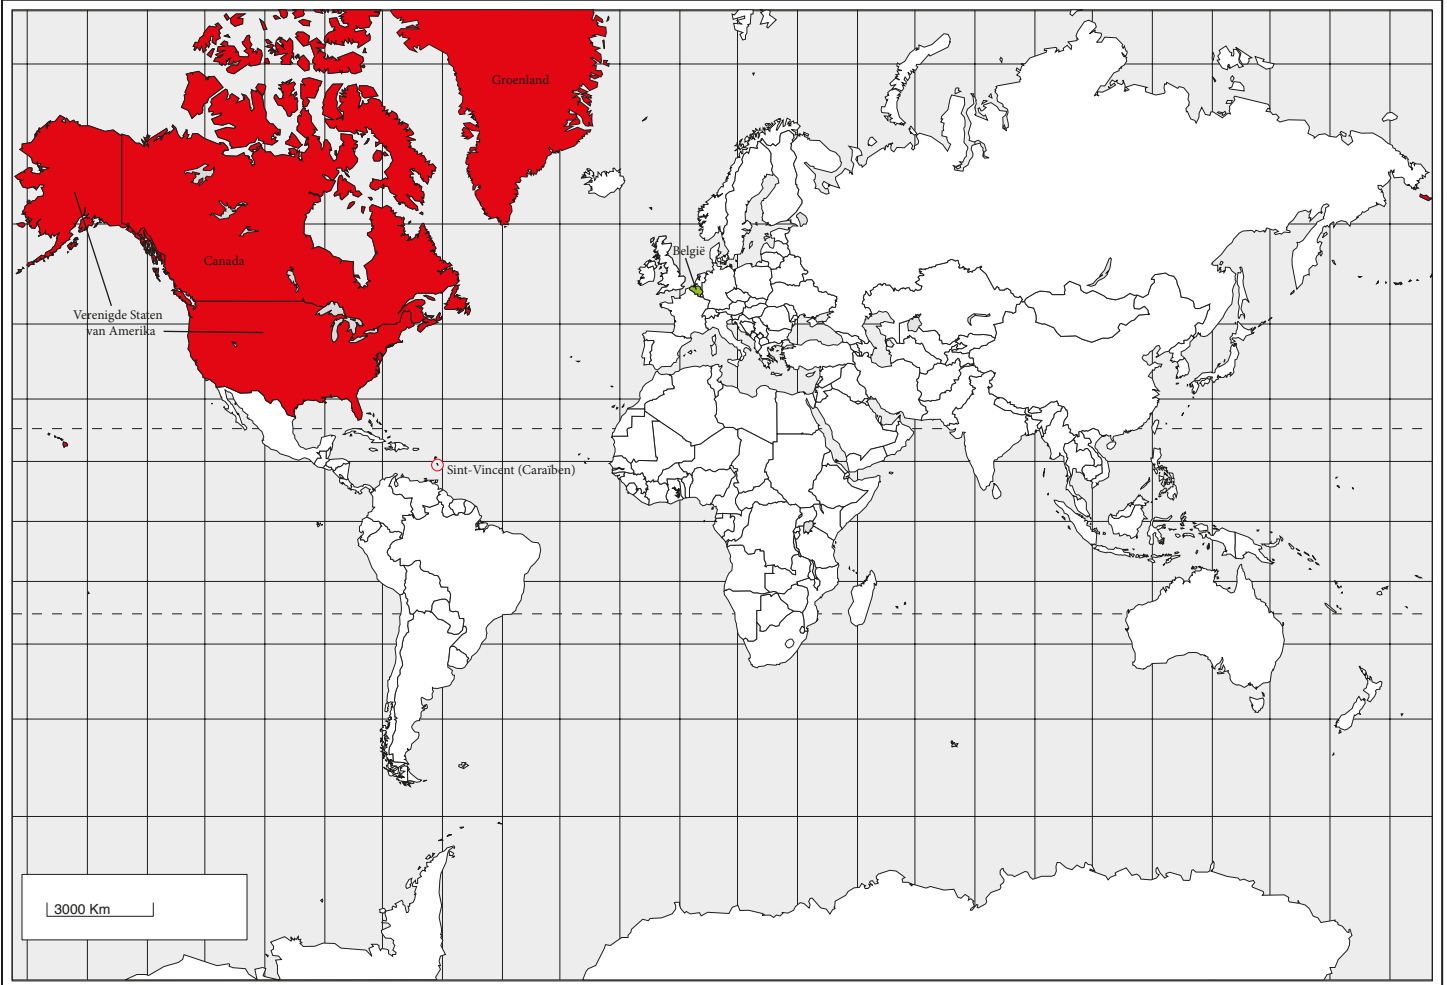 Groenland
België
Canada
Verenigde Staten
van Amerika
Sint-Vincent (Caraïben)
3000 Km